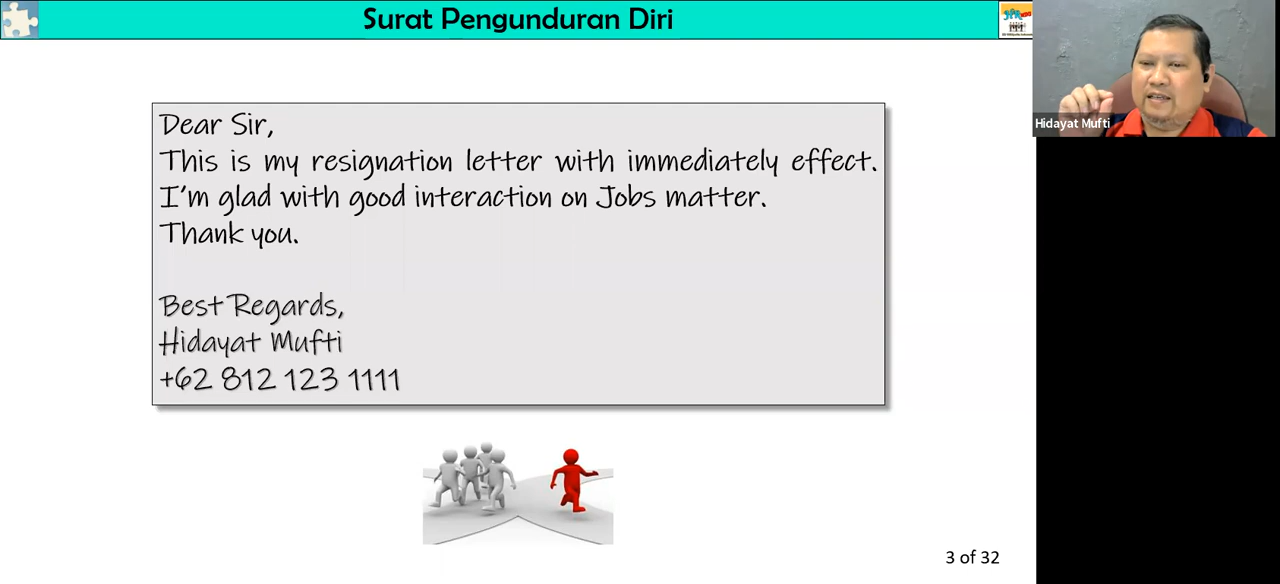 Surat Pengunduran Diri
Dear Sir,
This is my resignation letter with immediately effect.
I'm glad with good interaction on Jobs matter.
Thank you.
Best Regards,
Hidayat Mufti
+62 812 123 1111
3 of 32
Hidayat Mufti